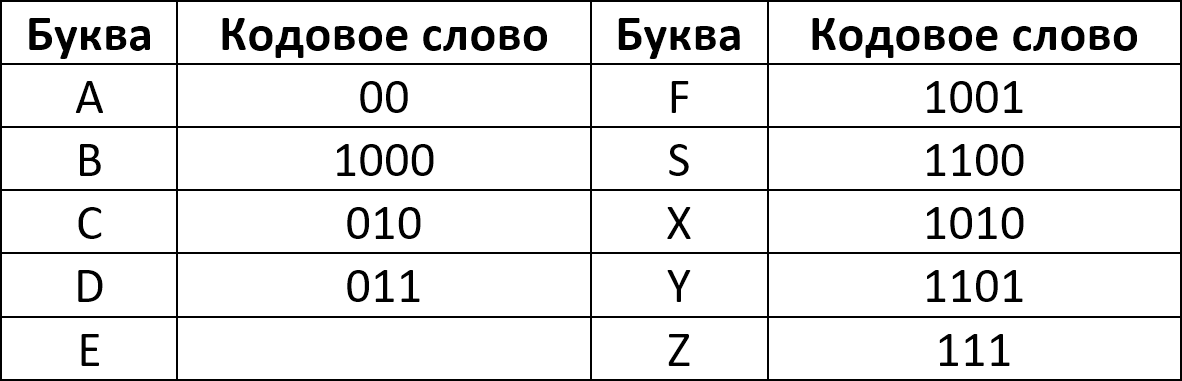 Буква Кодовое слово Буква Кодовое слово
A 00 F 1001
B 1000 S 1100
C 010 X 1010
D 011 Y 1101
E Z 111